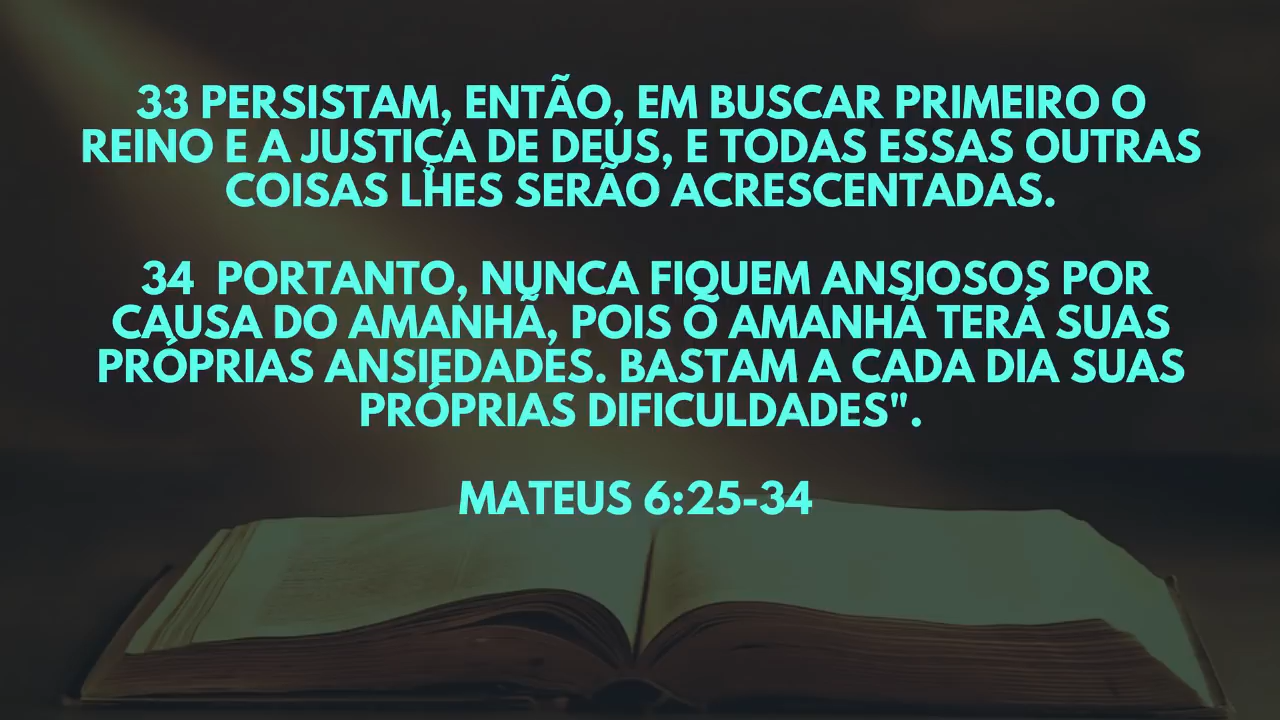 33 PERSISTAM, ENTÃO, EM BUSCAR PRIMEIRO O
REINO E A JUSTIÇA DE DEUS, E TODAS ESSAS OUTRAS
COISAS LHES SERÃO ACRESCENTADAS.
34  PORTANTO, NUNCA FIQUEM ANSIOSOS POR
CAUSA DO AMANHÃ, POIS O AMANHÃ TERÁ SUAS
PRÓPRIAS ANSIEDADES. BASTAM A CADA DIA SUAS
PRÓPRIAS DIFICULDADES".
MATEUS 6:25-34